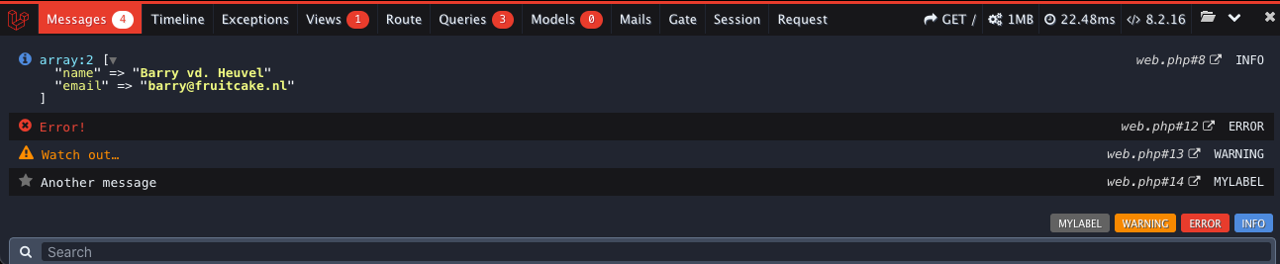 Messages 4 Timeline Exceptions Views 1 Route Queries 3 Models 0 Mails Gate Session Request GET / 1MB 22.48ms </> 8.2.16
array:2 [▼ web.php#8 INFO
"name" => "Barry vd. Heuvel"
"email" => "barry@fruitcake.nl"
]
Error! web.php#12 ERROR
Watch out… web.php#13 WARNING
Another message web.php#14 MYLABEL
MYLABEL WARNING ERROR INFO
Search